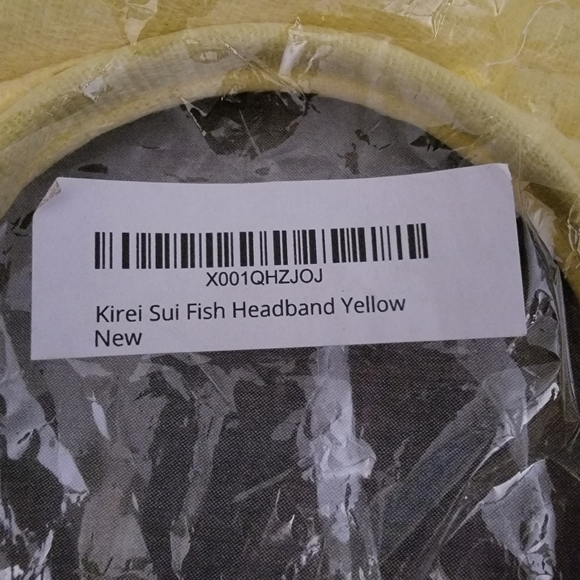 X001QHZJOJ
Kirei Sui Fish Headband Yellow
New